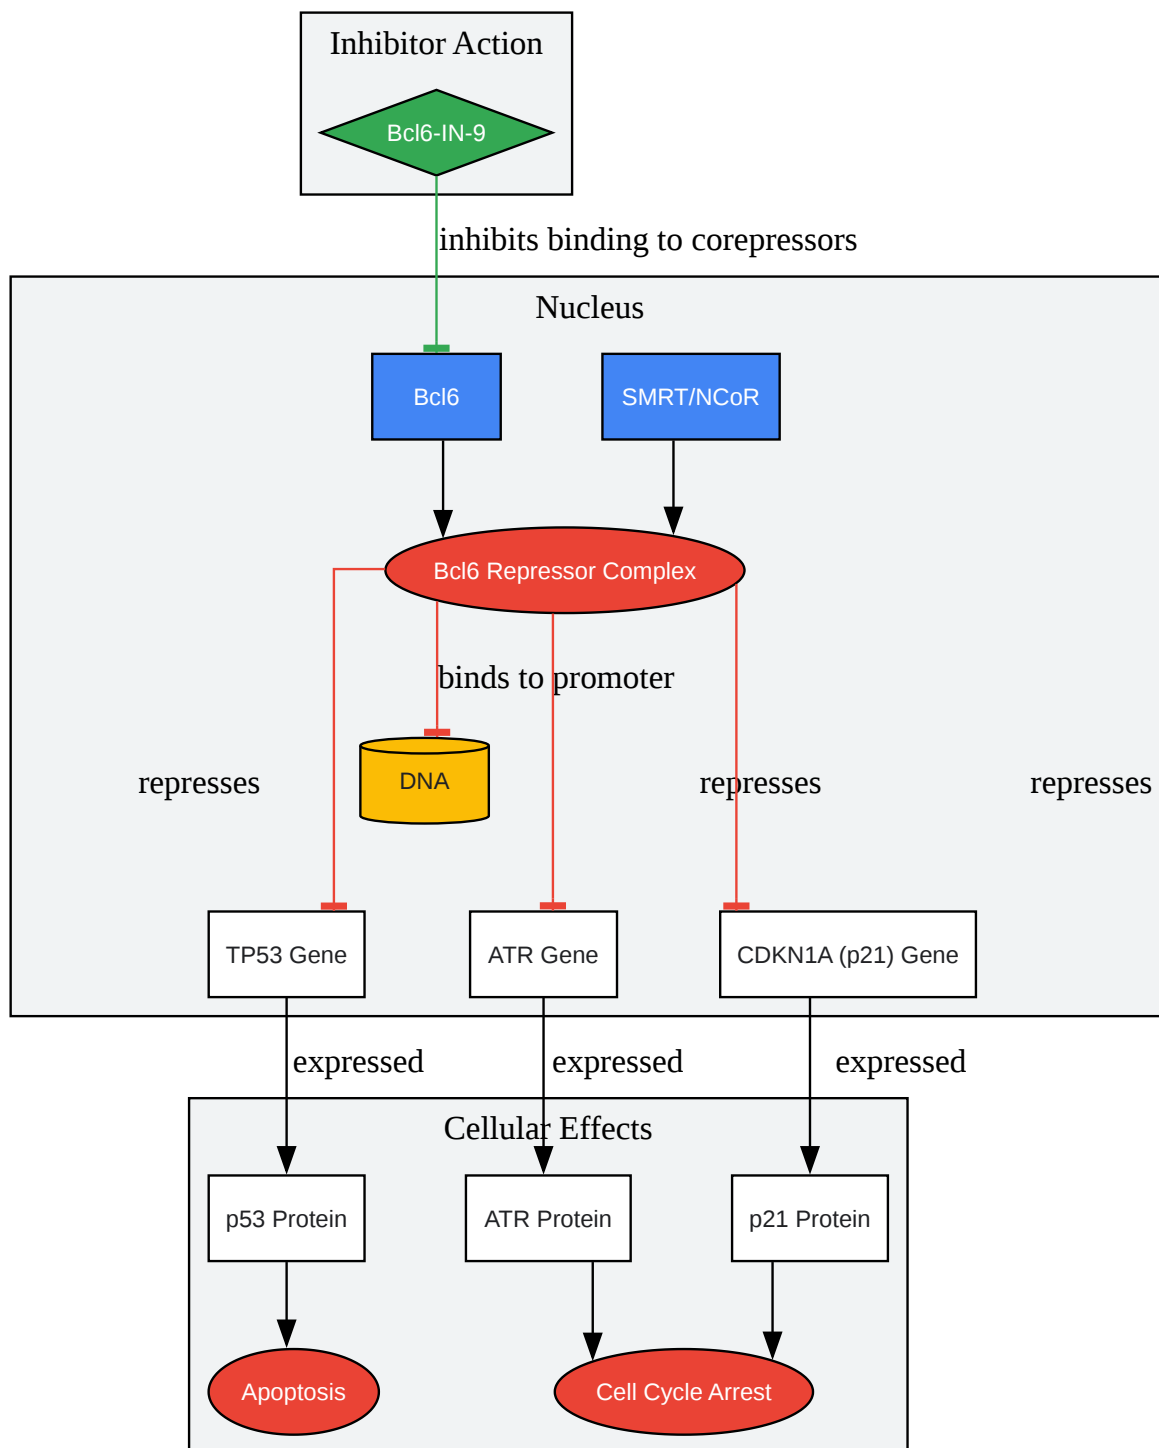 Inhibitor Action
Bcl6-IN-9
inhibits binding to corepressors
Nucleus
Bcl6
SMRT/NCoR
Bcl6 Repressor Complex
binds to promoter
DNA
represses
represses
represses
TP53 Gene
ATR Gene
CDKN1A (p21) Gene
expressed
expressed
expressed
Cellular Effects
p53 Protein
ATR Protein
p21 Protein
Apoptosis
Cell Cycle Arrest